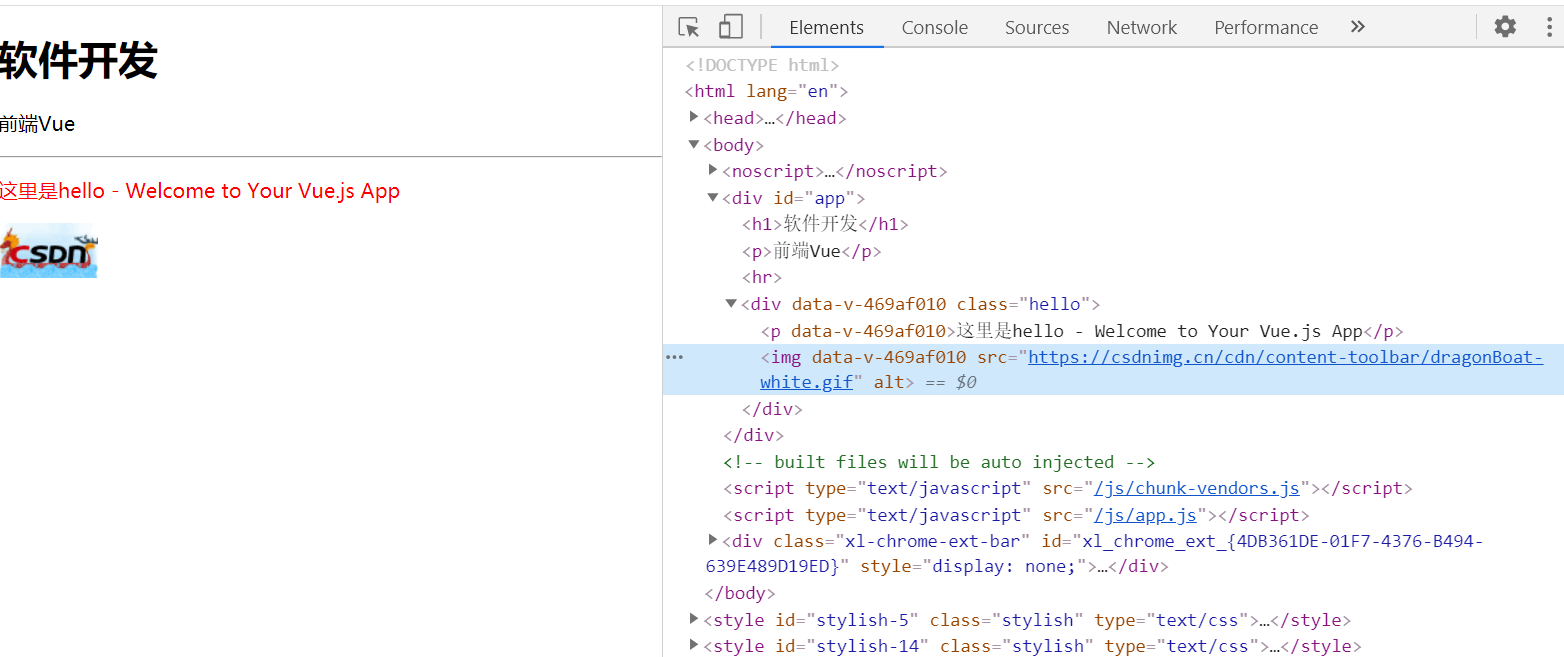 软件开发
前端Vue
这里是hello - Welcome to Your Vue.js App
CSDN
Elements Console Sources Network Performance
<!DOCTYPE html>
<html lang="en">
<head>…</head>
<body>
<noscript>…</noscript>
<div id="app">
<h1>软件开发</h1>
<p>前端Vue</p>
<hr>
<div data-v-469af010 class="hello">
<p data-v-469af010>这里是hello - Welcome to Your Vue.js App</p>
<img data-v-469af010 src="https://csdnimg.cn/cdn/content-toolbar/dragonBoat-
white.gif" alt> == $0
</div>
</div>
<!-- built files will be auto injected -->
<script type="text/javascript" src="/js/chunk-vendors.js"></script>
<script type="text/javascript" src="/js/app.js"></script>
<div class="xl-chrome-ext-bar" id="xl_chrome_ext_{4DB361DE-01F7-4376-B494-
639E489D19ED}" style="display: none;">…</div>
</body>
<style id="stylish-5" class="stylish" type="text/css">…</style>
<style id="stylish-14" class="stylish" type="text/css">…</style>